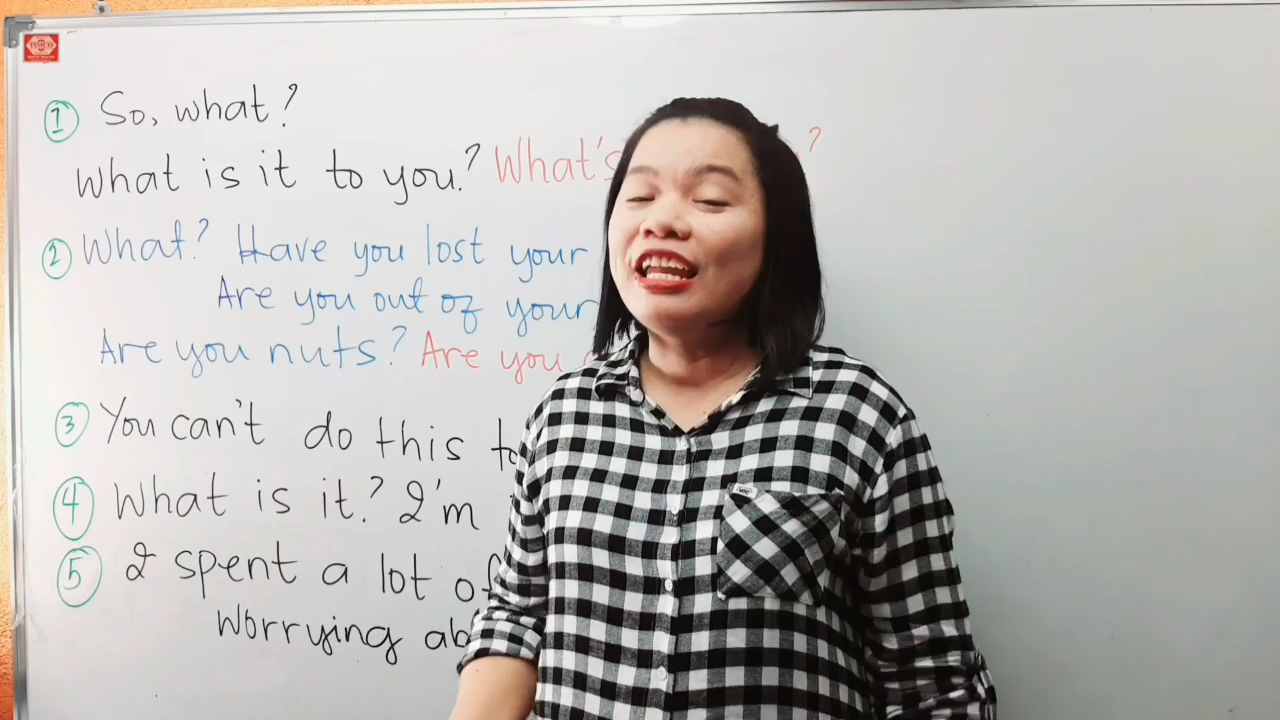 TIMCO
1 So, what?
What is it to you? What's ?
2 What? Have you lost your
Are you out of your
Are you nuts? Are you
3 You can't do this to
4 What is it? I'm
5 I spent a lot of
Worrying